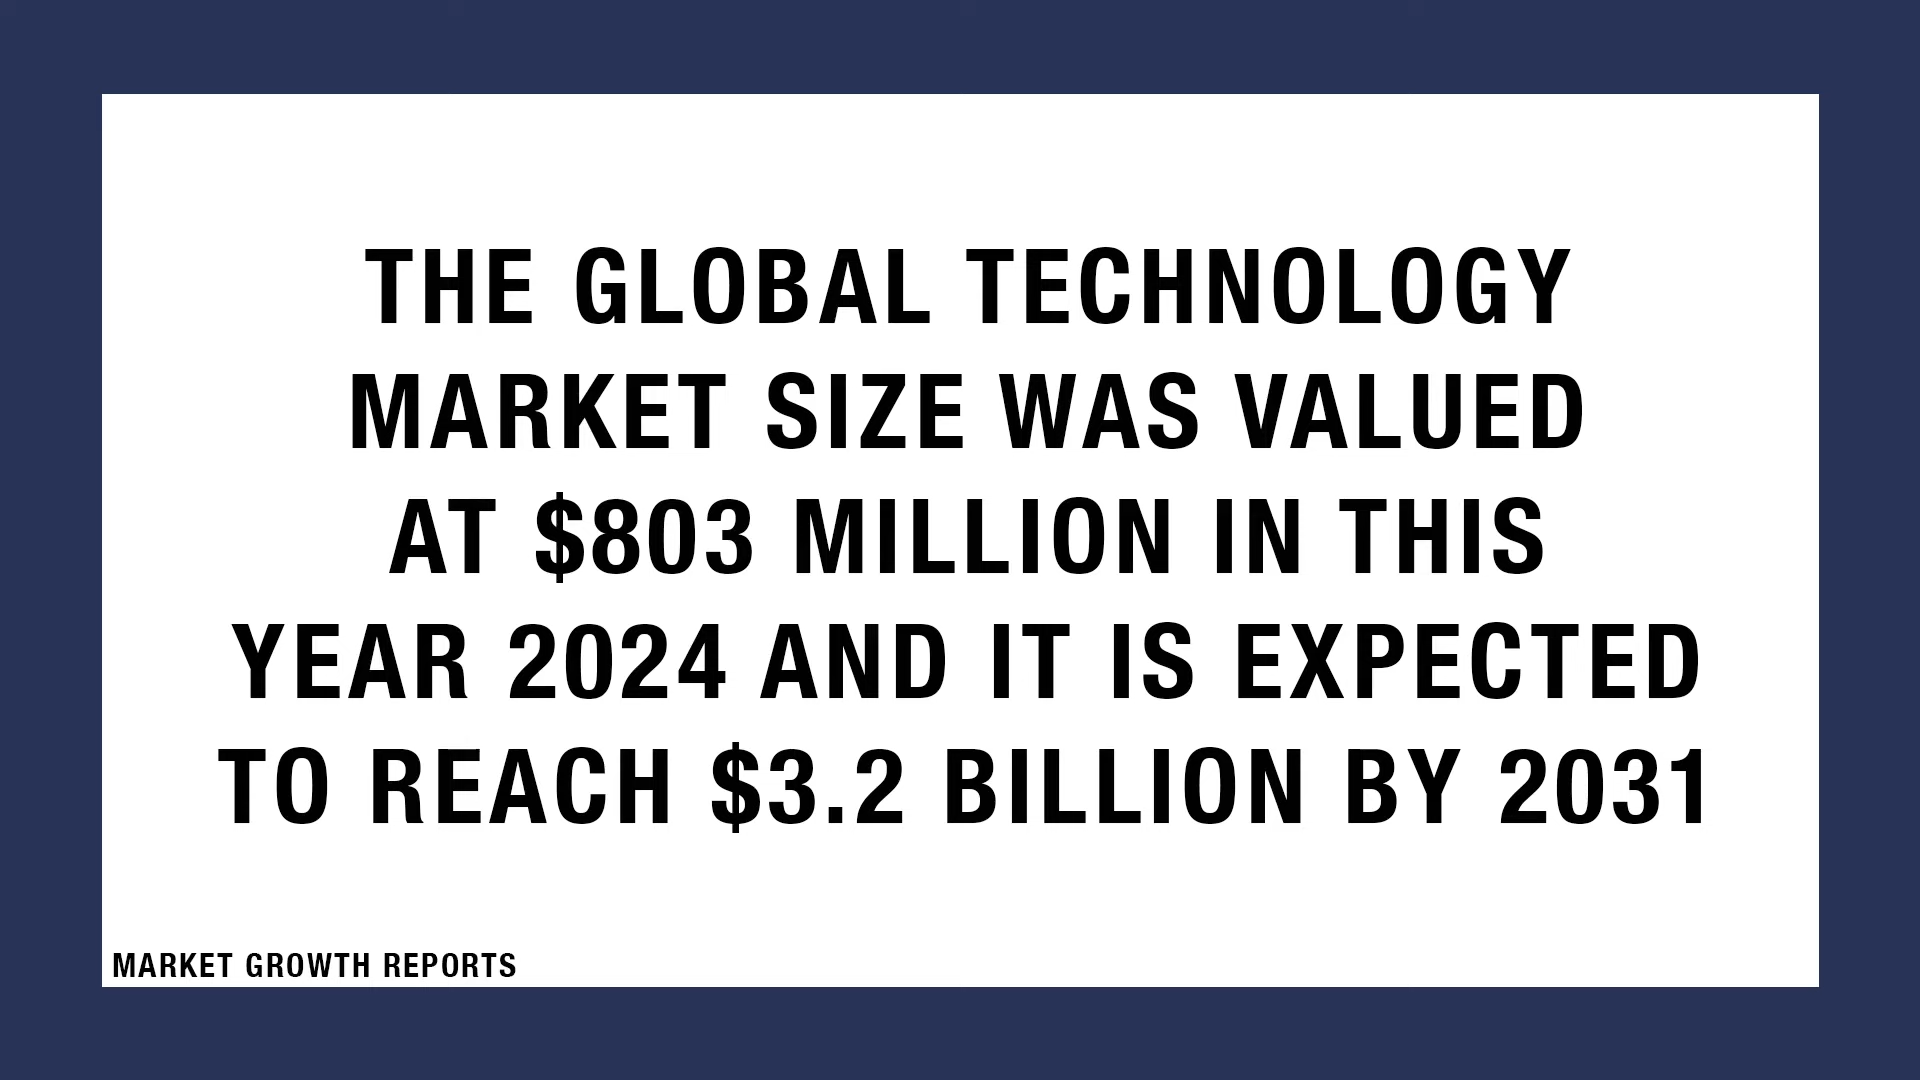 THE GLOBAL TECHNOLOGY
MARKET SIZE WAS VALUED
AT $803 MILLION IN THIS
YEAR 2024 AND IT IS EXPECTED
TO REACH $3.2 BILLION BY 2031
MARKET GROWTH REPORTS